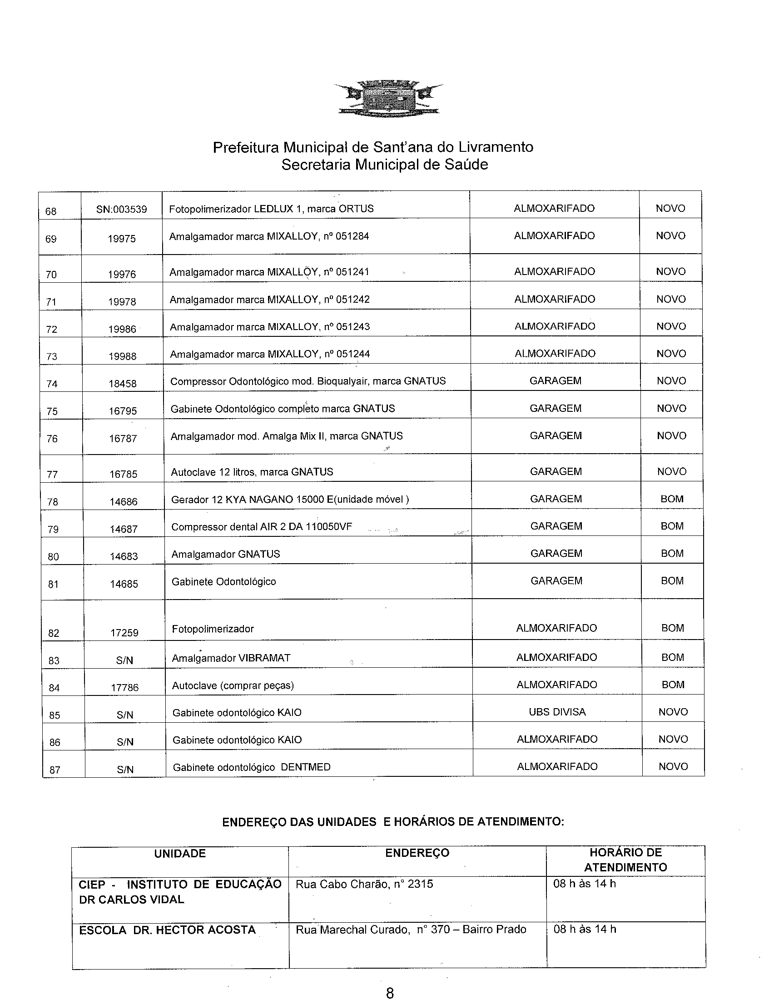 Prefeitura Municipal de Sant'ana do Livramento
Secretaria Municipal de Saúde
68 SN:003539 Fotopolimerizador LEDLUX 1, marca ORTUS ALMOXARIFADO NOVO
69 19975 Amalgamador marca MIXALLOY, nº 051284 ALMOXARIFADO NOVO
70 19976 Amalgamador marca MIXALLOY, nº 051241 ALMOXARIFADO NOVO
71 19978 Amalgamador marca MIXALLOY, nº 051242 ALMOXARIFADO NOVO
72 19986 Amalgamador marca MIXALLOY, nº 051243 ALMOXARIFADO NOVO
73 19988 Amalgamador marca MIXALLOY, nº 051244 ALMOXARIFADO NOVO
74 18458 Compressor Odontológico mod. Bioqualyair, marca GNATUS GARAGEM NOVO
75 16795 Gabinete Odontológico completo marca GNATUS GARAGEM NOVO
76 16787 Amalgamador mod. Amalga Mix II, marca GNATUS GARAGEM NOVO
77 16785 Autoclave 12 litros, marca GNATUS GARAGEM NOVO
78 14686 Gerador 12 KYA NAGANO 15000 E(unidade móvel ) GARAGEM BOM
79 14687 Compressor dental AIR 2 DA 110050VF GARAGEM BOM
80 14683 Amalgamador GNATUS GARAGEM BOM
81 14685 Gabinete Odontológico GARAGEM BOM
82 17259 Fotopolimerizador ALMOXARIFADO BOM
83 S/N Amalgamador VIBRAMAT ALMOXARIFADO BOM
84 17786 Autoclave (comprar peças) ALMOXARIFADO BOM
85 S/N Gabinete odontológico KAIO UBS DIVISA NOVO
86 S/N Gabinete odontológico KAIO ALMOXARIFADO NOVO
87 S/N Gabinete odontológico DENTMED ALMOXARIFADO NOVO
ENDEREÇO DAS UNIDADES E HORÁRIOS DE ATENDIMENTO:
UNIDADE ENDEREÇO HORÁRIO DE
ATENDIMENTO
CIEP - INSTITUTO DE EDUCAÇÃO Rua Cabo Charão, n° 2315 08 h às 14 h
DR CARLOS VIDAL
ESCOLA DR. HECTOR ACOSTA Rua Marechal Curado, n° 370 – Bairro Prado 08 h às 14 h
8